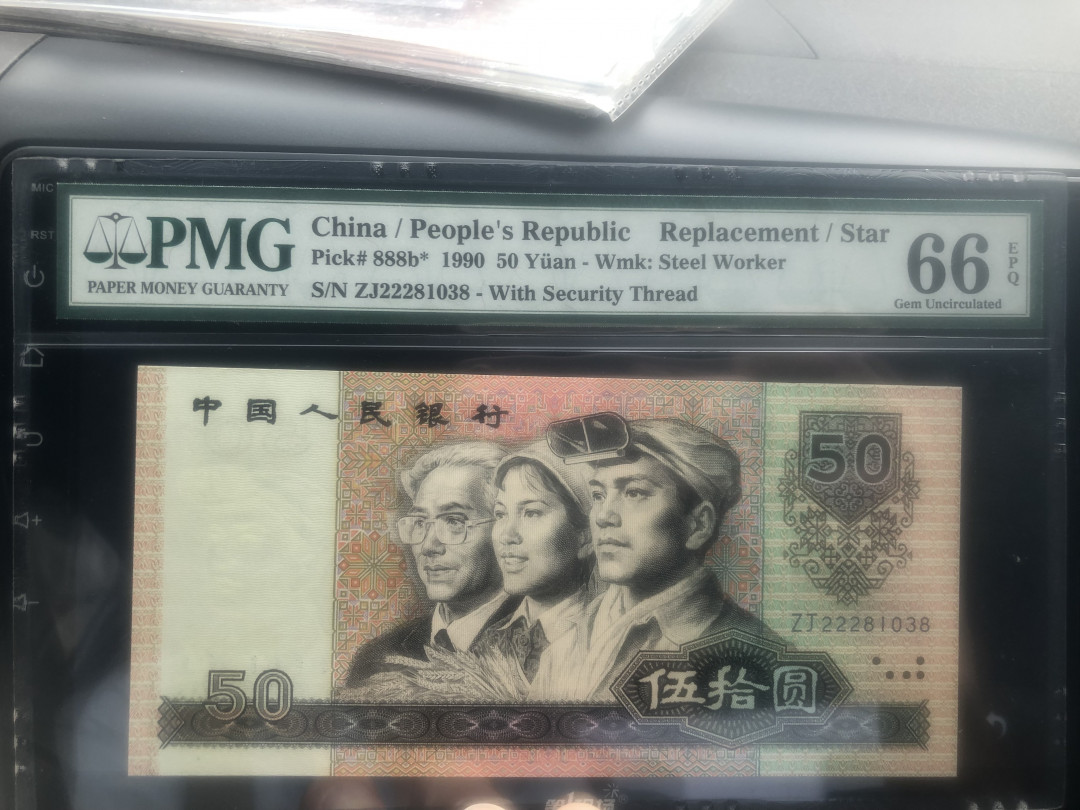 MIC
RST
PMG
PAPER MONEY GUARANTY
China / People's Republic Replacement / Star
Pick# 888b* 1990 50 Yüan - Wmk: Steel Worker
S/N ZJ22281038 - With Security Thread
66
EPQ
Gem Uncirculated
中国人民银行
50
ZJ22281038
50
伍拾圆